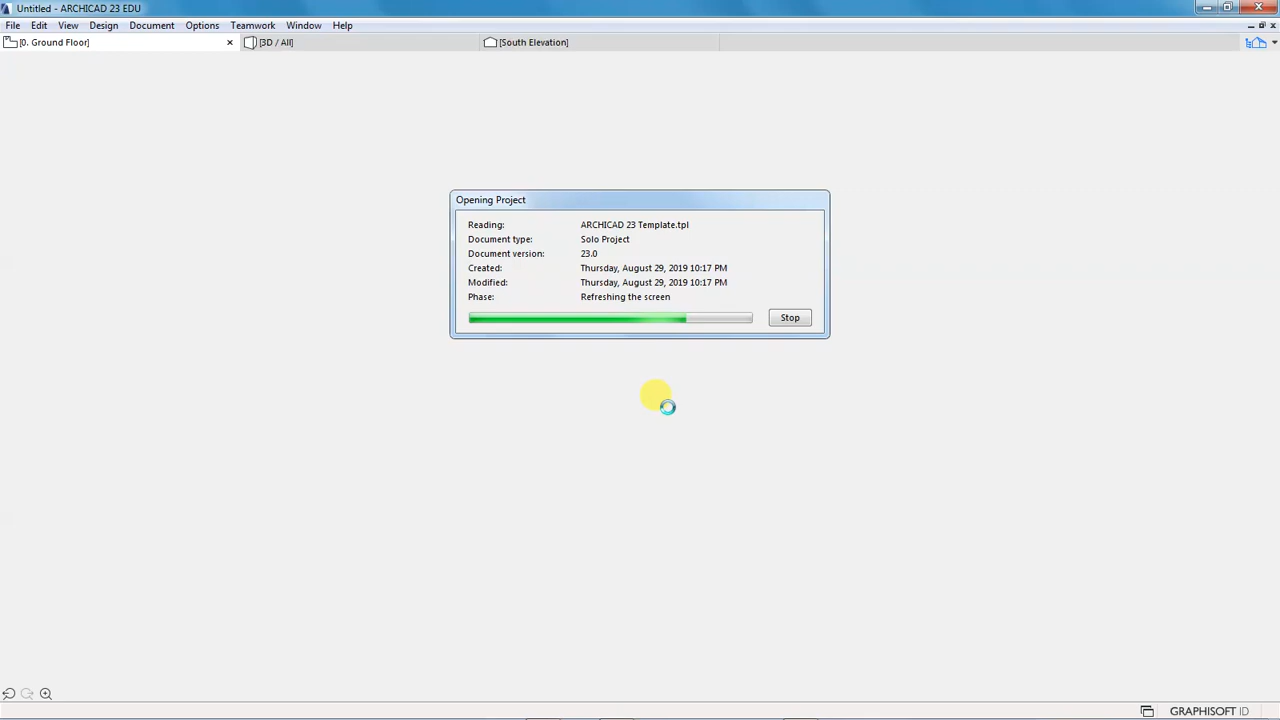 Untitled - ARCHICAD 23 EDU
File Edit View Design Document Options Teamwork Window Help
[0. Ground Floor] [3D / All] [South Elevation]
Opening Project
Reading: ARCHICAD 23 Template.tpl
Document type: Solo Project
Document version: 23.0
Created: Thursday, August 29, 2019 10:17 PM
Modified: Thursday, August 29, 2019 10:17 PM
Phase: Refreshing the screen
Stop
GRAPHISOFT ID